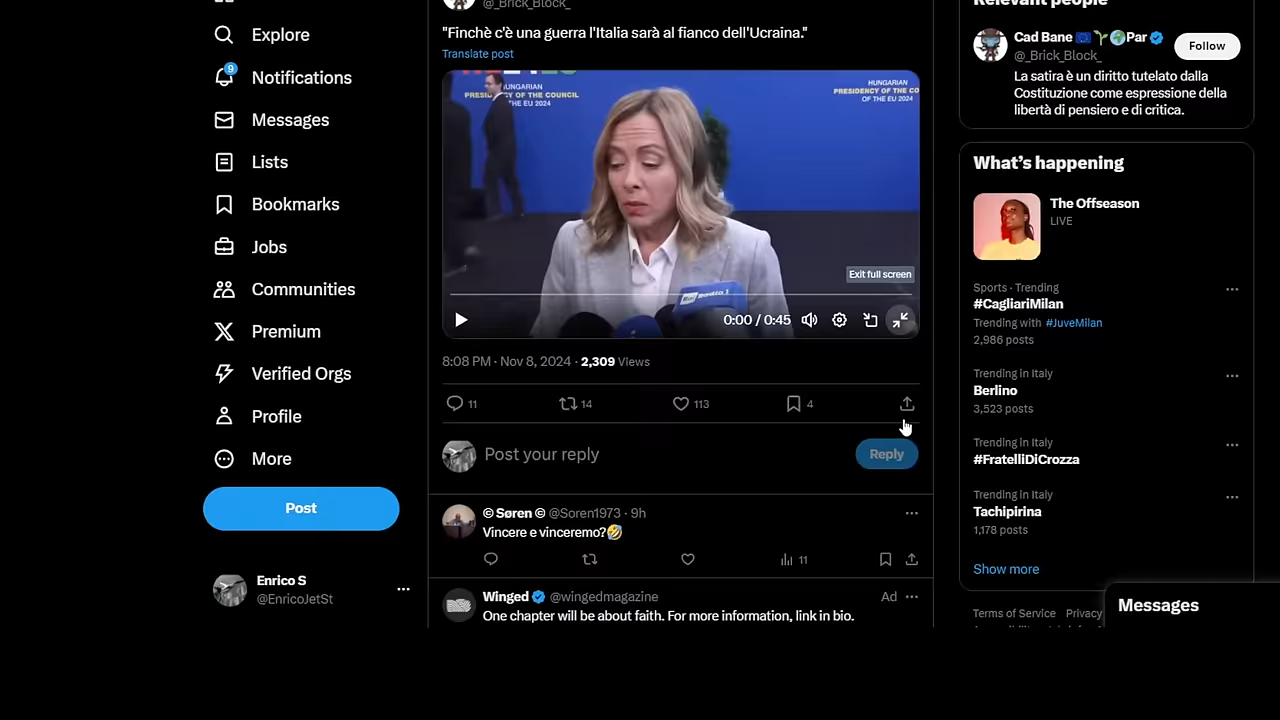 @_Brick_Block_
"Finchè c'è una guerra l'Italia sarà al fianco dell'Ucraina."
Translate post
HUNGARIAN
PRESIDENCY OF THE COUNCIL
OF THE EU 2024
HUNGARIAN
PRESIDENCY OF THE CO
OF THE EU 2024
Radio 1
Exit full screen
0:00 / 0:45
8:08 PM · Nov 8, 2024 · 2,309 Views
11
14
113
4
Post your reply
Reply
© Søren © @Soren1973 · 9h
Vincere e vinceremo?🤣
11
Winged @wingedmagazine
Ad
One chapter will be about faith. For more information, link in bio.
Explore
9
Notifications
Messages
Lists
Bookmarks
Jobs
Communities
Premium
Verified Orgs
Profile
More
Post
Enrico S
@EnricoJetSt
Relevant people
Cad Bane 🇪🇺🌱🌍Par
@_Brick_Block_
Follow
La satira è un diritto tutelato dalla
Costituzione come espressione della
libertà di pensiero e di critica.
What's happening
The Offseason
LIVE
Sports · Trending
#CagliariMilan
Trending with #JuveMilan
2,986 posts
Trending in Italy
Berlino
3,523 posts
Trending in Italy
#FratelliDiCrozza
Trending in Italy
Tachipirina
1,178 posts
Show more
Messages
Terms of Service Privacy